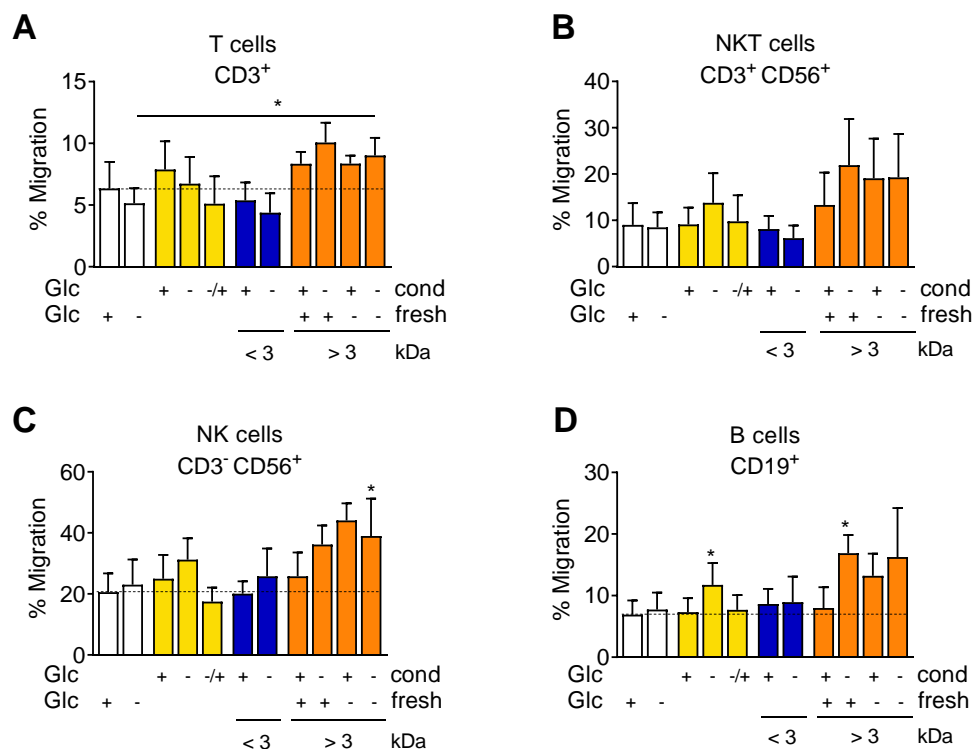 A
T cells
CD3⁺
% Migration
15
10
5
0
*
Glc + - -/+ + - + - + - cond
Glc + - + + - - fresh
< 3 > 3 kDa
B
NKT cells
CD3⁺ CD56⁺
% Migration
40
30
20
10
0
Glc + - -/+ + - + - + - cond
Glc + - + + - - fresh
< 3 > 3 kDa
C
NK cells
CD3⁻ CD56⁺
% Migration
60
40
20
0
*
Glc + - -/+ + - + - + - cond
Glc + - + + - - fresh
< 3 > 3 kDa
D
B cells
CD19⁺
% Migration
30
20
10
0
* *
Glc + - -/+ + - + - + - cond
Glc + - + + - - fresh
< 3 > 3 kDa